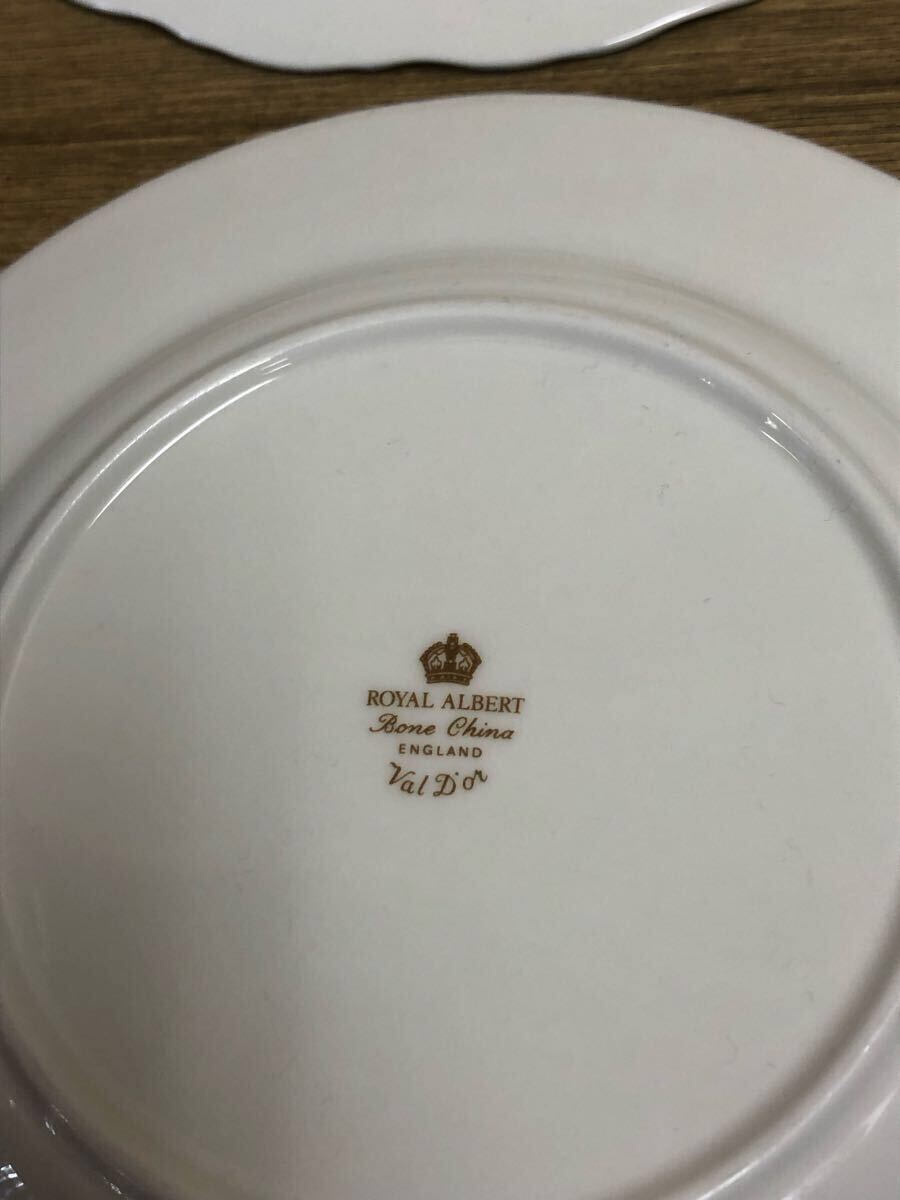 ROYAL ALBERT
Bone China
ENGLAND
Val D'or